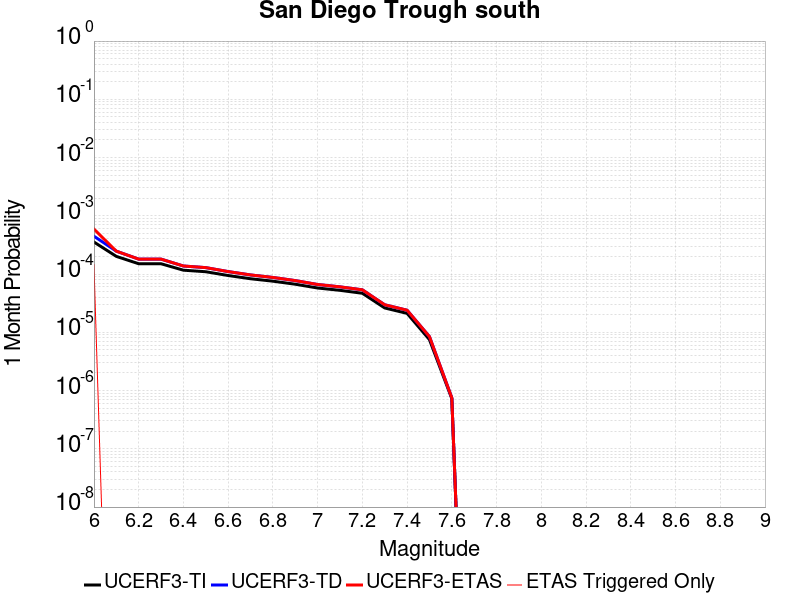 San Diego Trough south
10^0
10^-1
10^-2
10^-3
10^-4
10^-5
10^-6
10^-7
10^-8
1 Month Probability
6 6.2 6.4 6.6 6.8 7 7.2 7.4 7.6 7.8 8 8.2 8.4 8.6 8.8 9
Magnitude
UCERF3-TI UCERF3-TD UCERF3-ETAS ETAS Triggered Only